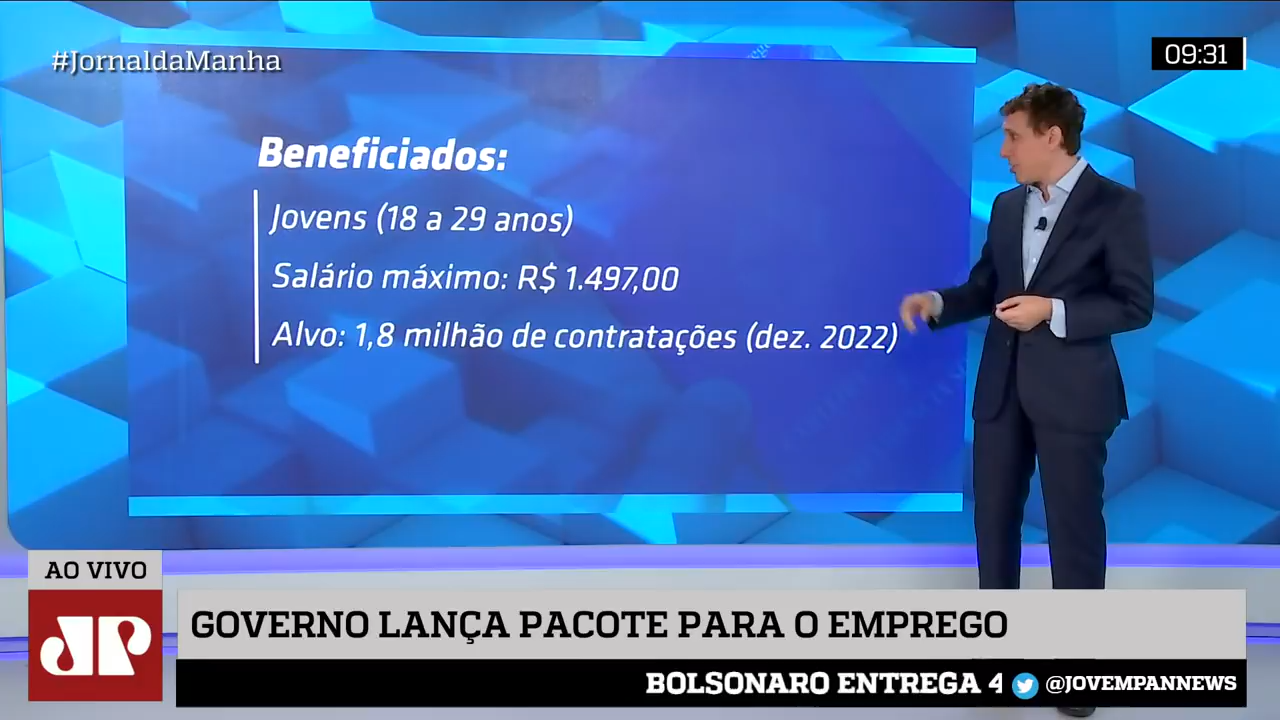 #JornaldaManha
09:31
Beneficiados:
Jovens (18 a 29 anos)
Salário máximo: R$ 1.497,00
Alvo: 1,8 milhão de contratações (dez. 2022)
AO VIVO
JP
GOVERNO LANÇA PACOTE PARA O EMPREGO
BOLSONARO ENTREGA 4
@JOVEMPANNEWS